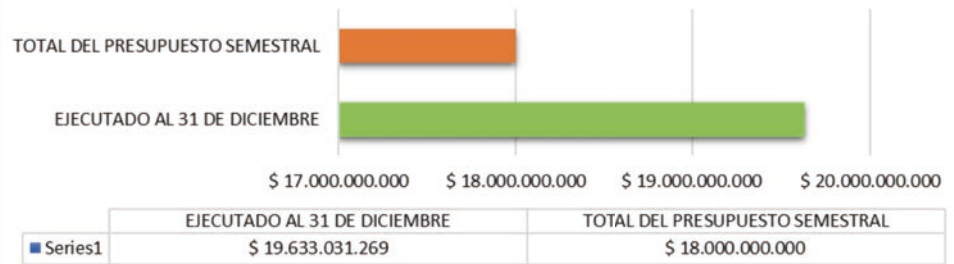 TOTAL DEL PRESUPUESTO SEMESTRAL
EJECUTADO AL 31 DE DICIEMBRE
$ 17.000.000.000 $ 18.000.000.000 $ 19.000.000.000 $ 20.000.000.000
EJECUTADO AL 31 DE DICIEMBRE TOTAL DEL PRESUPUESTO SEMESTRAL
Series1 $ 19.633.031.269 $ 18.000.000.000